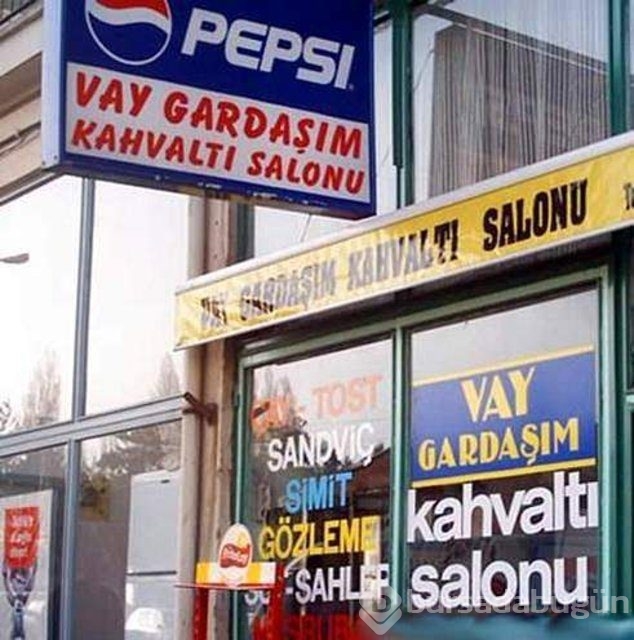 PEPSI
VAY GARDAŞIM
KAHVALTI SALONU
VAY GARDAŞIM KAHVALTI SALONU
TOST
SANDVİÇ
SİMİT
GÖZLEME
SAHLEP
VAY
GARDAŞIM
kahvaltı
salonu
bursadabugün